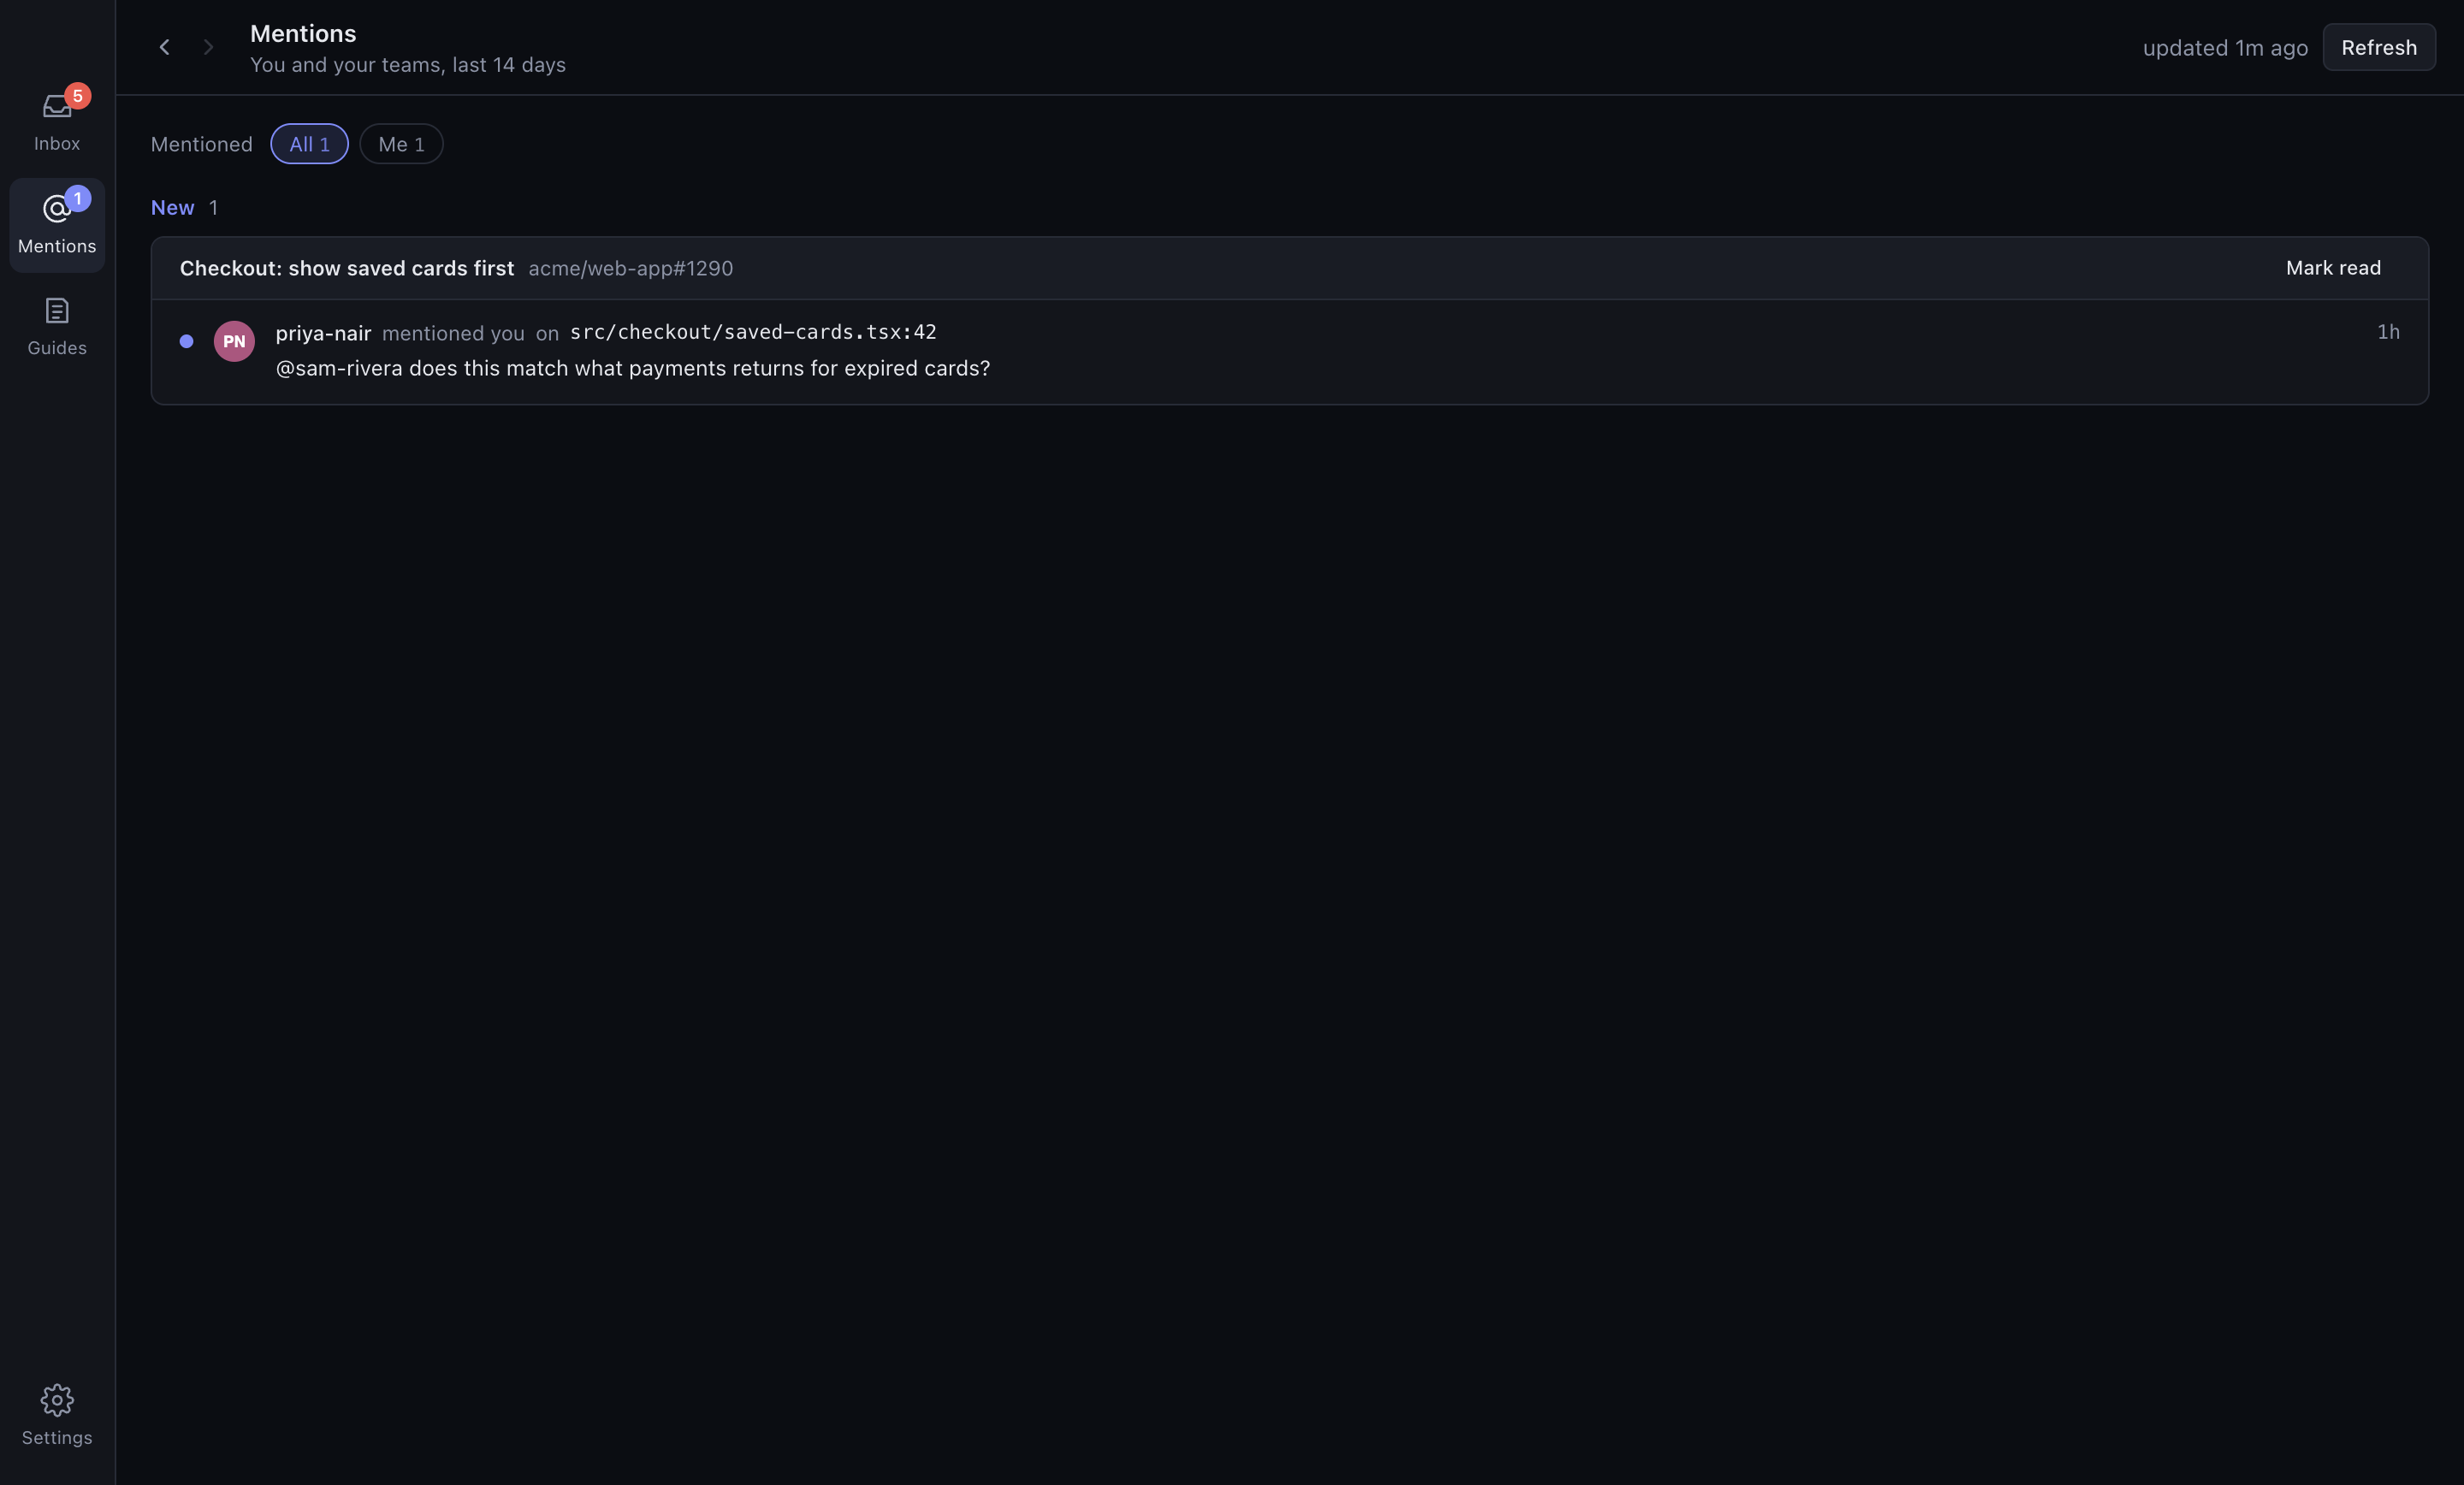 Mentions
You and your teams, last 14 days
updated 1m ago
Refresh
5
Inbox
1
Mentions
Guides
Settings
Mentioned All 1 Me 1
New 1
Checkout: show saved cards first acme/web-app#1290
Mark read
PN
priya-nair mentioned you on src/checkout/saved-cards.tsx:42
1h
@sam-rivera does this match what payments returns for expired cards?